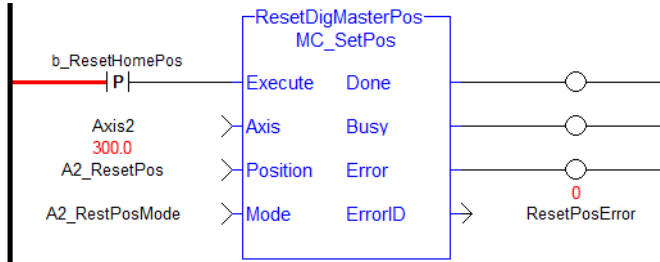 ResetDigMasterPos
MC_SetPos
b_ResetHomePos
P
Execute Done
Axis2
Axis Busy
300.0
A2_ResetPos
Position Error
0
A2_RestPosMode
Mode ErrorID
ResetPosError